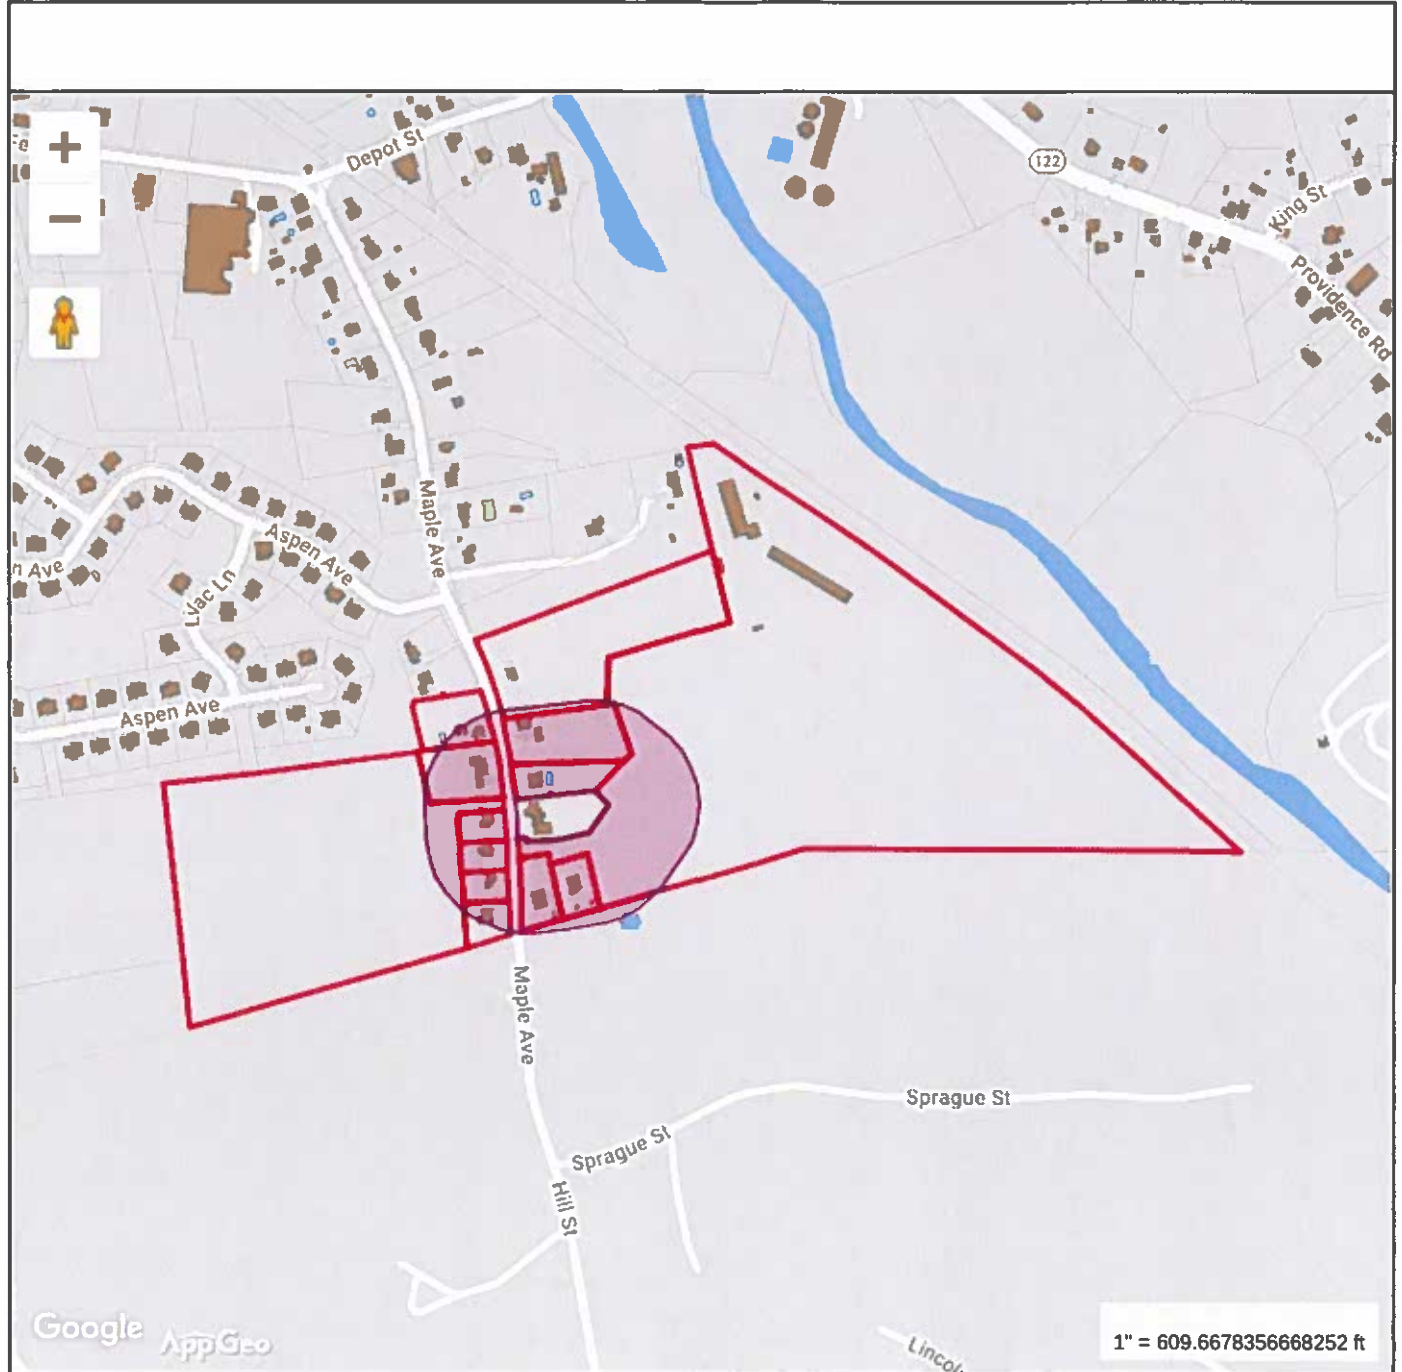 +
Depot St
122
−
King St
Providence Rd
Maple Ave
Aspen Ave
n Ave
Lilac Ln
Aspen Ave
Maple Ave
Sprague St
Sprague St
Hill St
Google
AppGeo
1" = 609.6678356668252 ft
Lincol